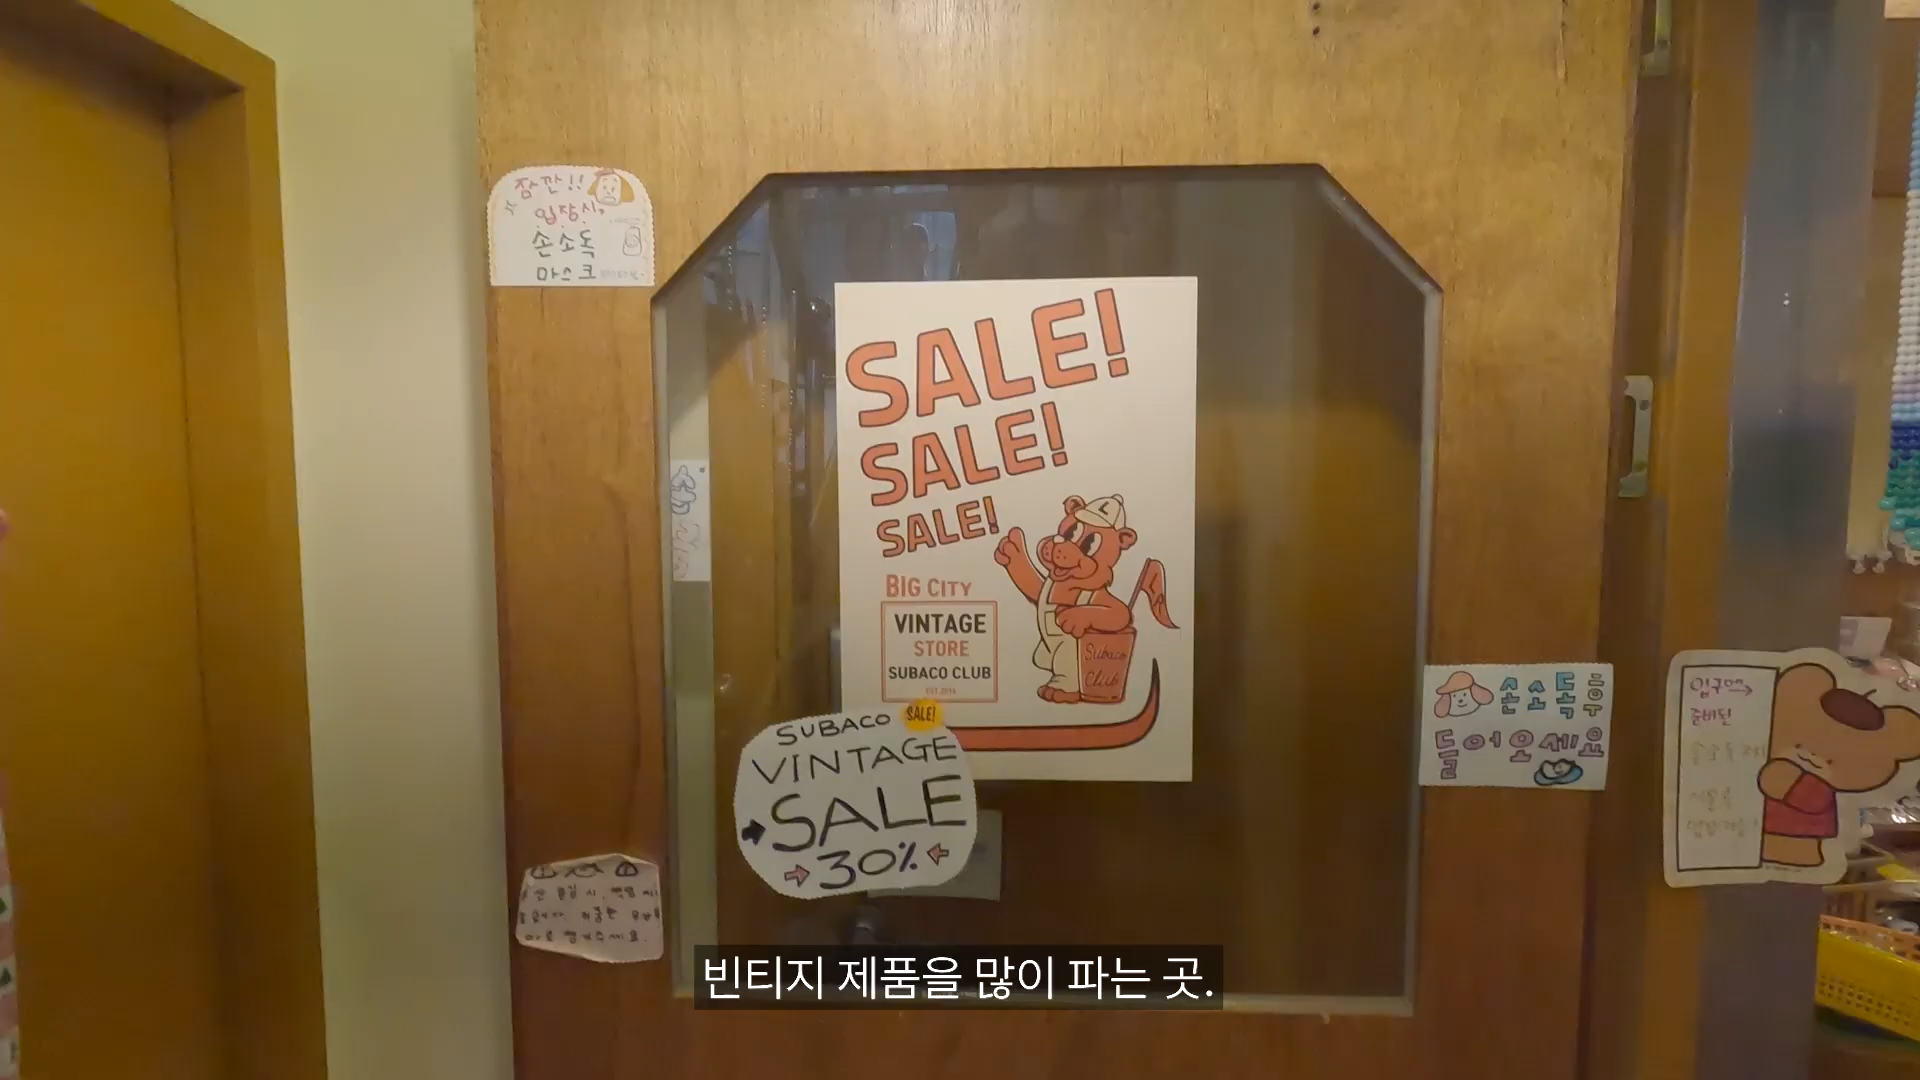 잠깐!!
입장시,
손소독
마스크
SALE!
SALE!
SALE!
BIG CITY
VINTAGE
STORE
SUBACO CLUB
Subaco
Club
SUBACO SALE!
VINTAGE
SALE
30%
손소독후
들어오세요
입구에
준비된
빈티지 제품을 많이 파는 곳.